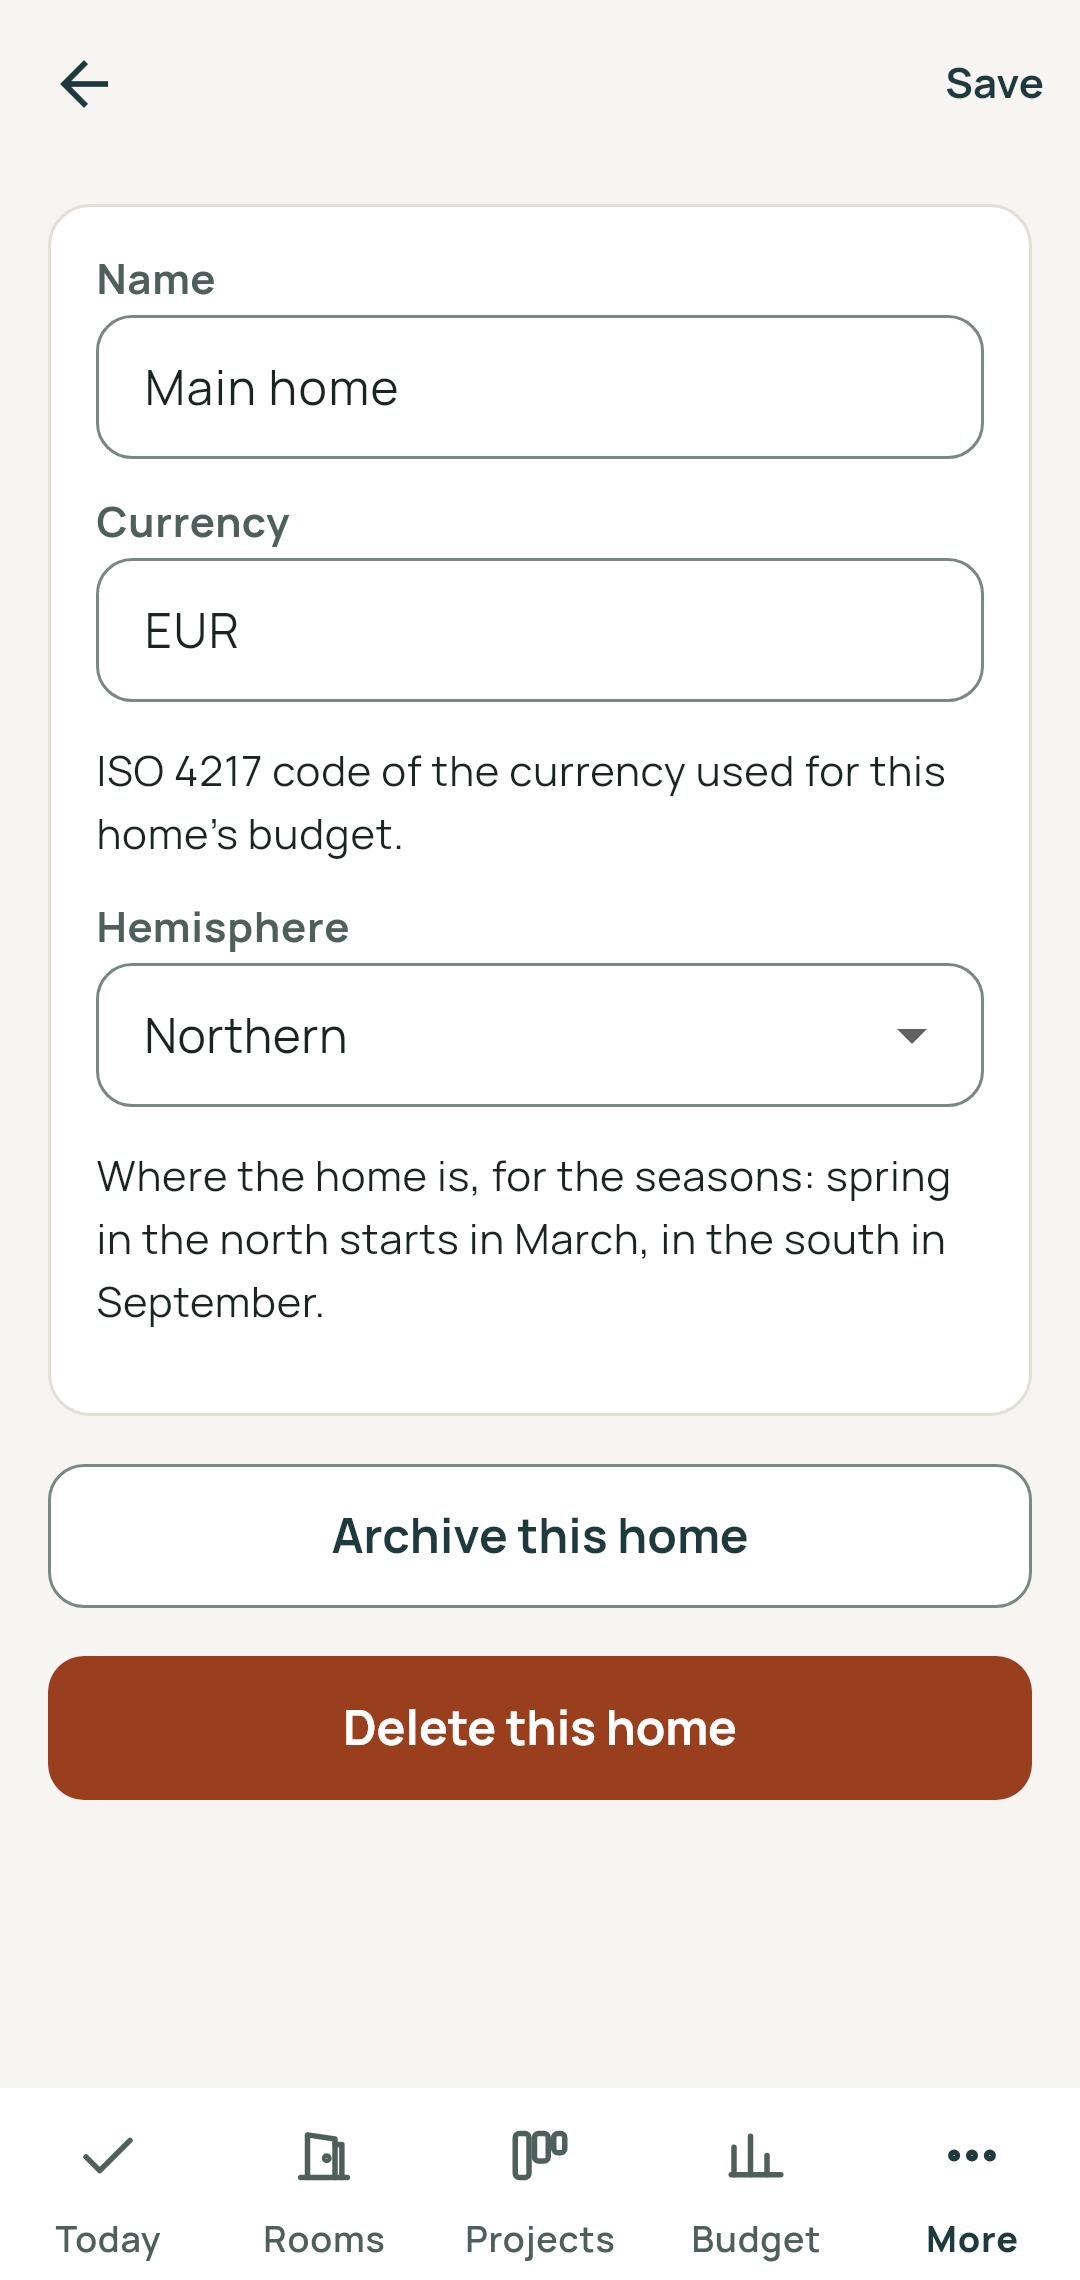 Save
Name
Main home
Currency
EUR
ISO 4217 code of the currency used for this
home’s budget.
Hemisphere
Northern
Where the home is, for the seasons: spring
in the north starts in March, in the south in
September.
Archive this home
Delete this home
Today
Rooms
Projects
Budget
More